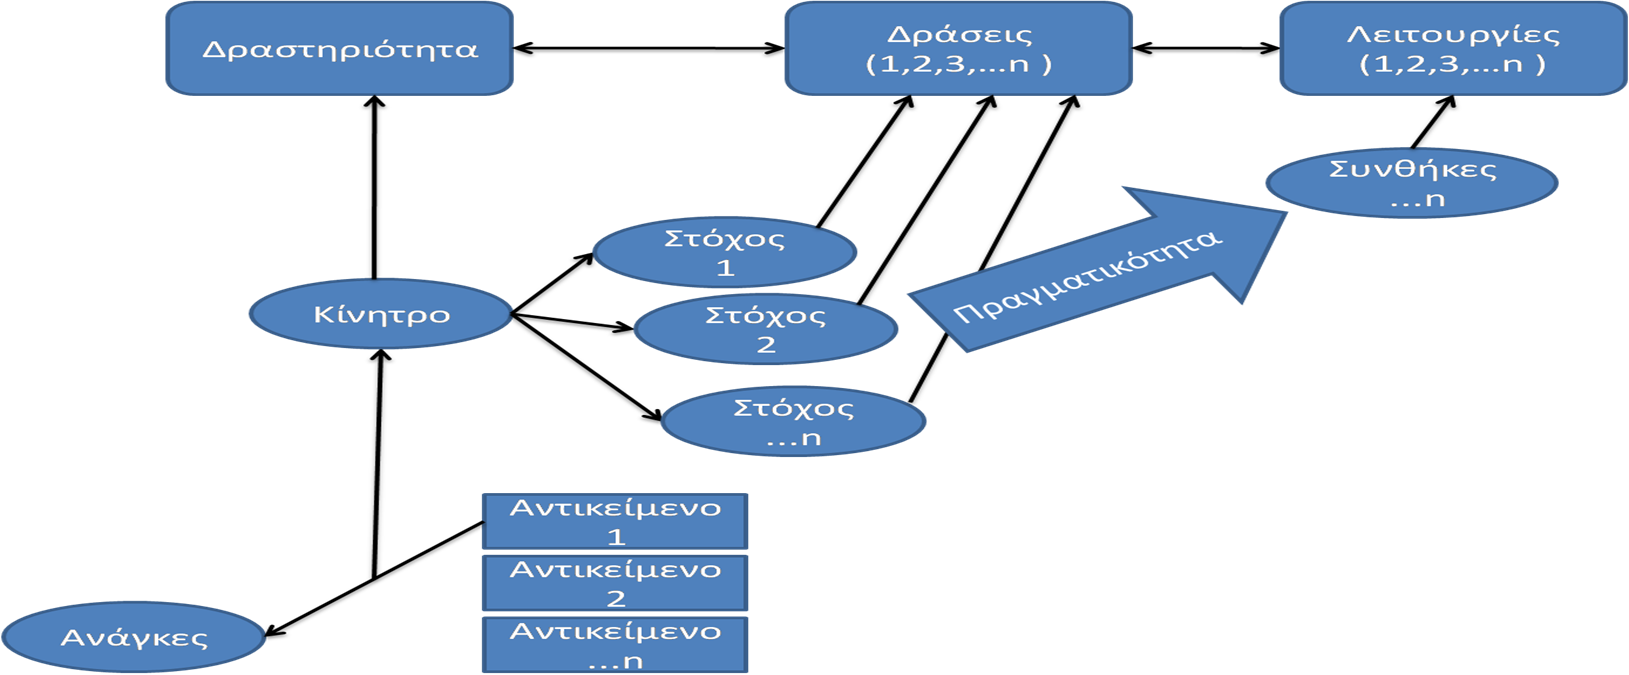 Δραστηριότητα
Δράσεις
(1,2,3,...n )
Λειτουργίες
(1,2,3,...n )
Συνθήκες
...n
Πραγματικότητα
Στόχος
1
Κίνητρο
Στόχος
2
Στόχος
...n
Αντικείμενο
1
Αντικείμενο
2
Ανάγκες
Αντικείμενο
...n